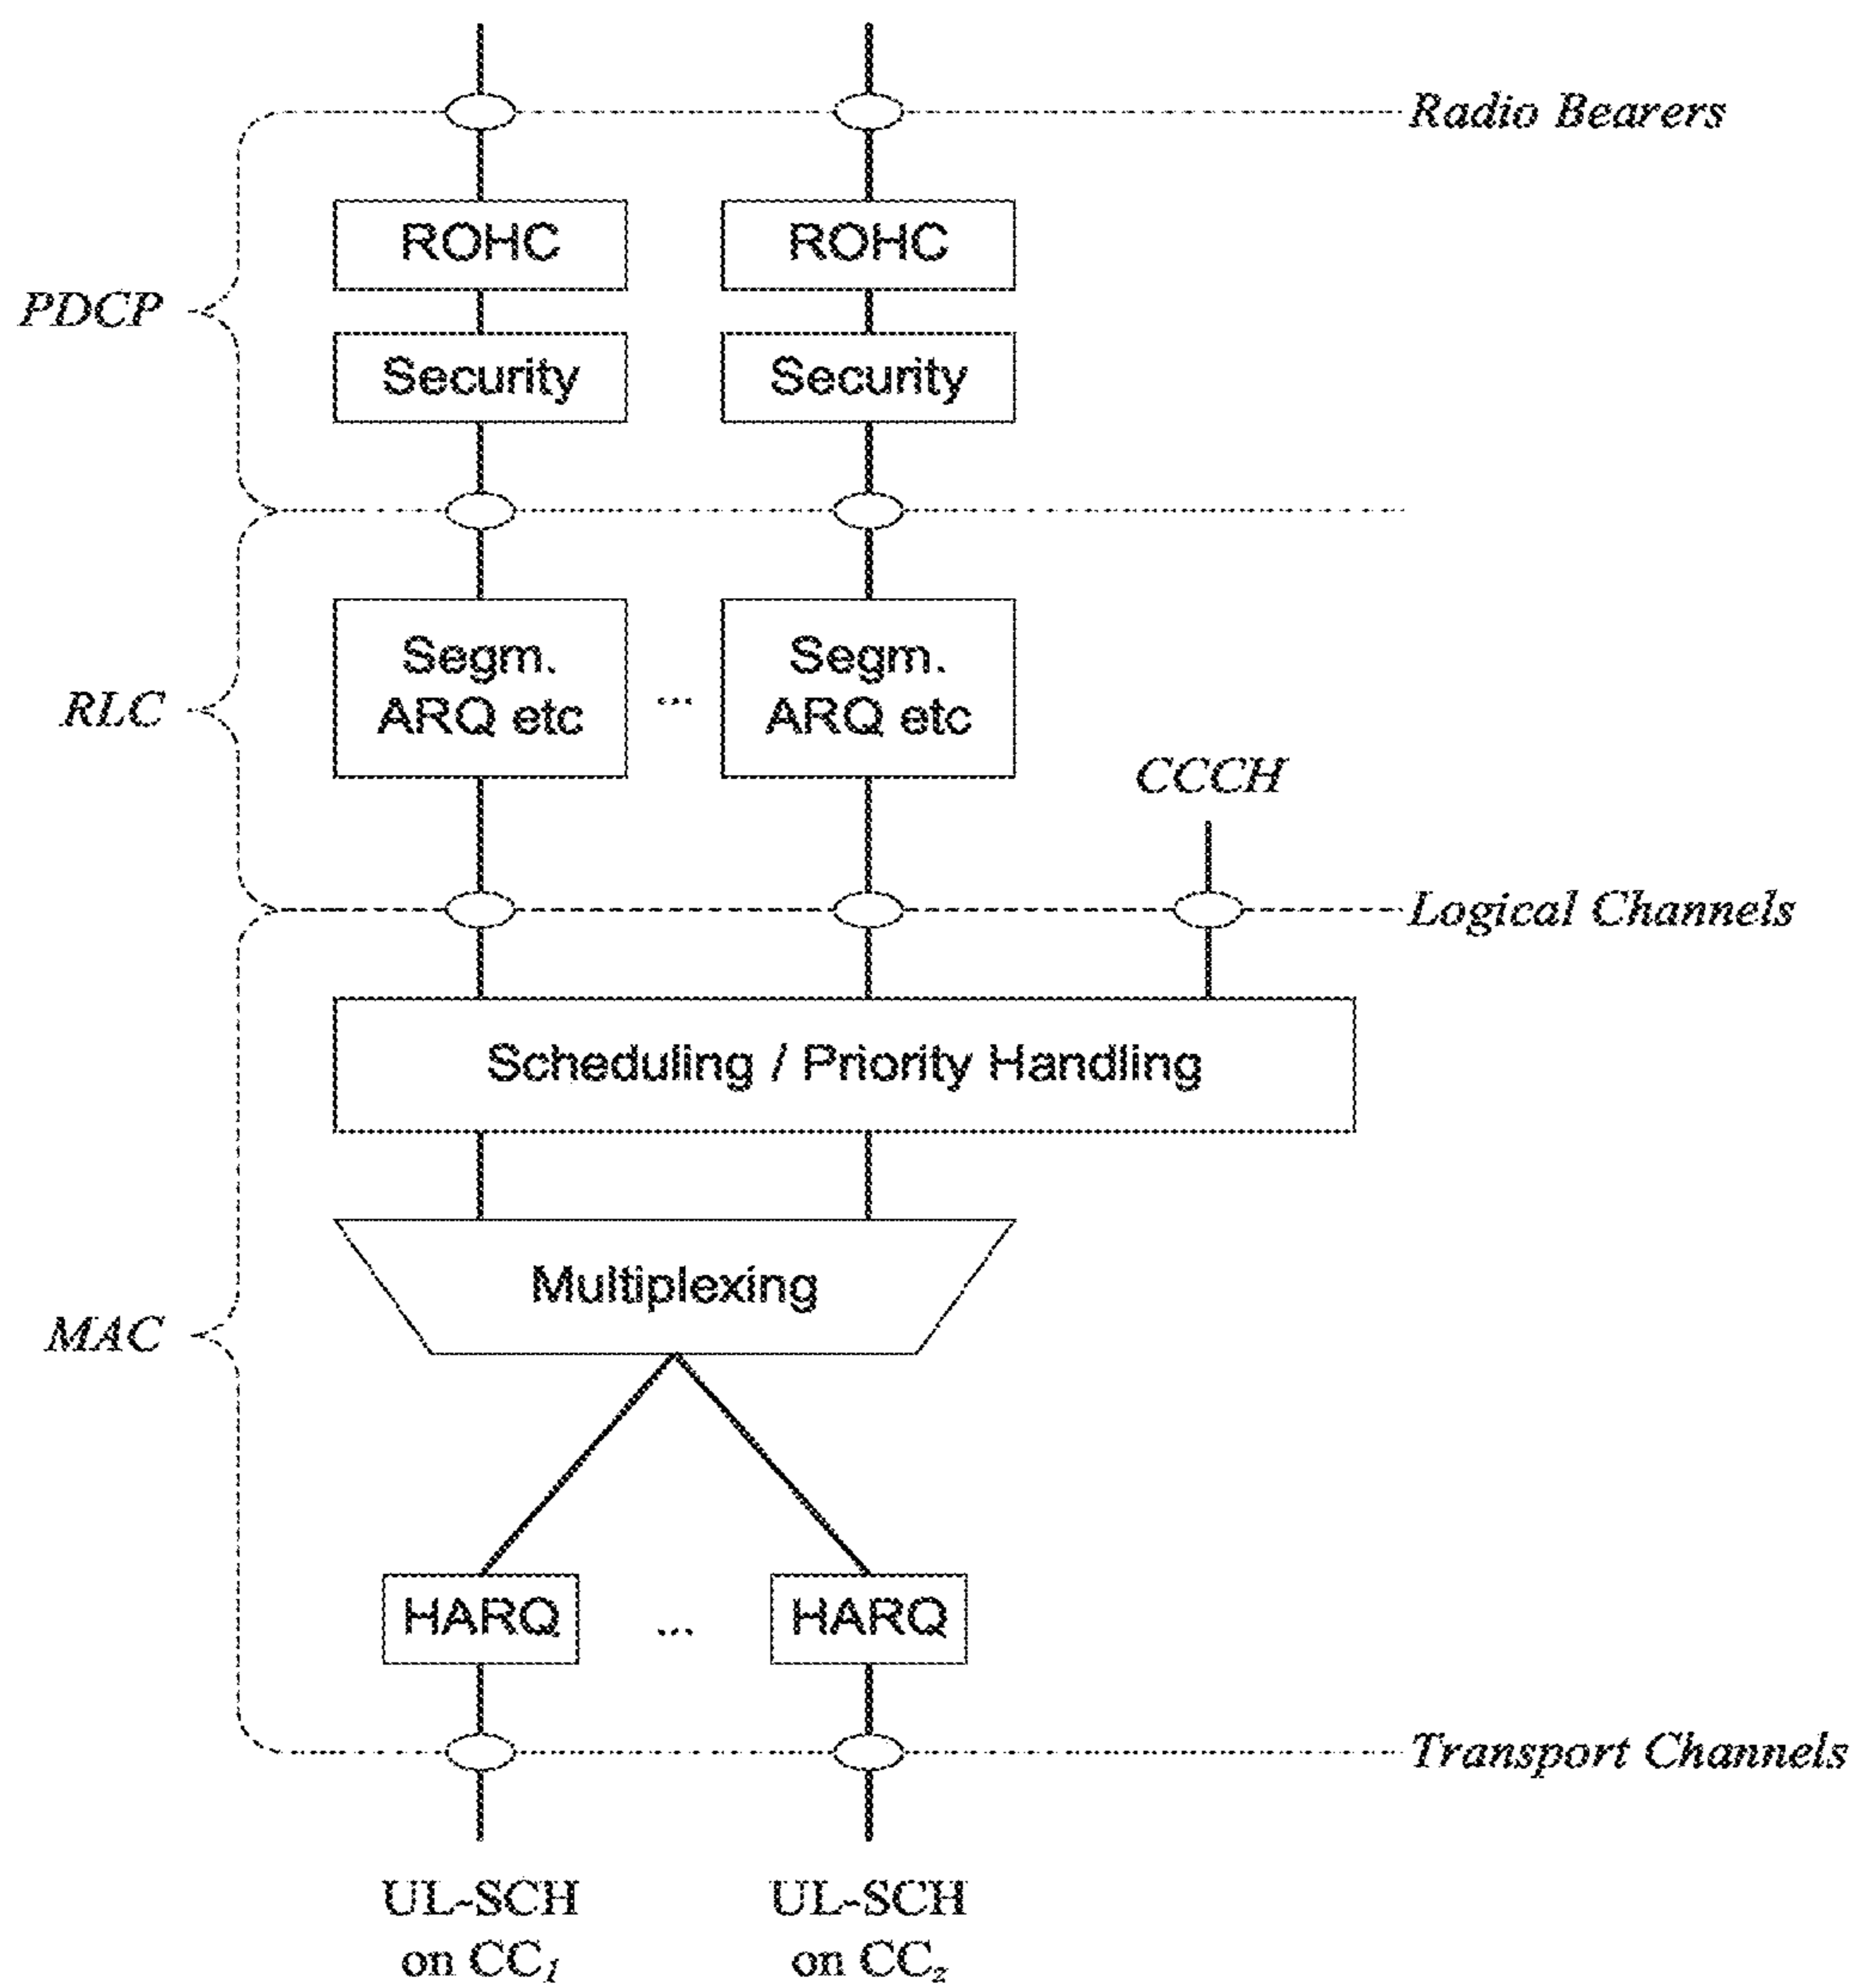 Radio Bearers
ROHC ROHC
PDCP
Security Security
Segm. Segm.
ARQ etc ... ARQ etc
RLC
CCCH
Logical Channels
Scheduling / Priority Handling
Multiplexing
MAC
HARQ ... HARQ
Transport Channels
UL-SCH UL-SCH
on CC1 on CCz